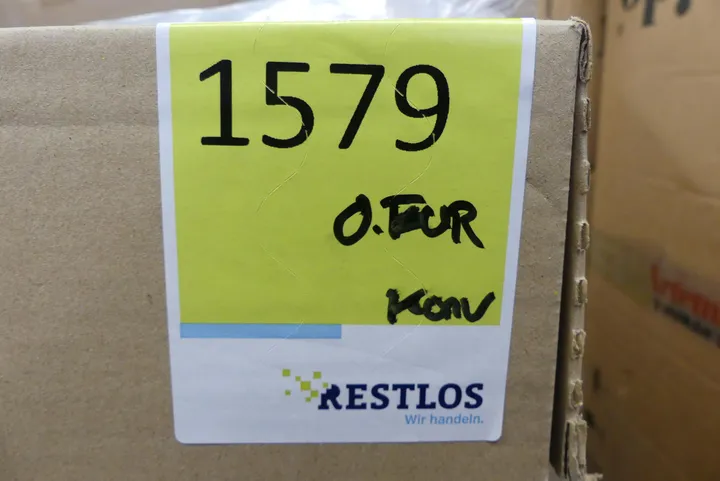 1579
O.EUR
Konv
RESTLOS
Wir handeln.